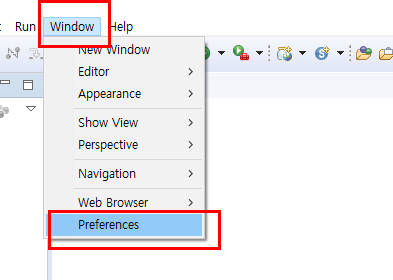 Run Window Help
New Window
Editor
Appearance
Show View
Perspective
Navigation
Web Browser
Preferences